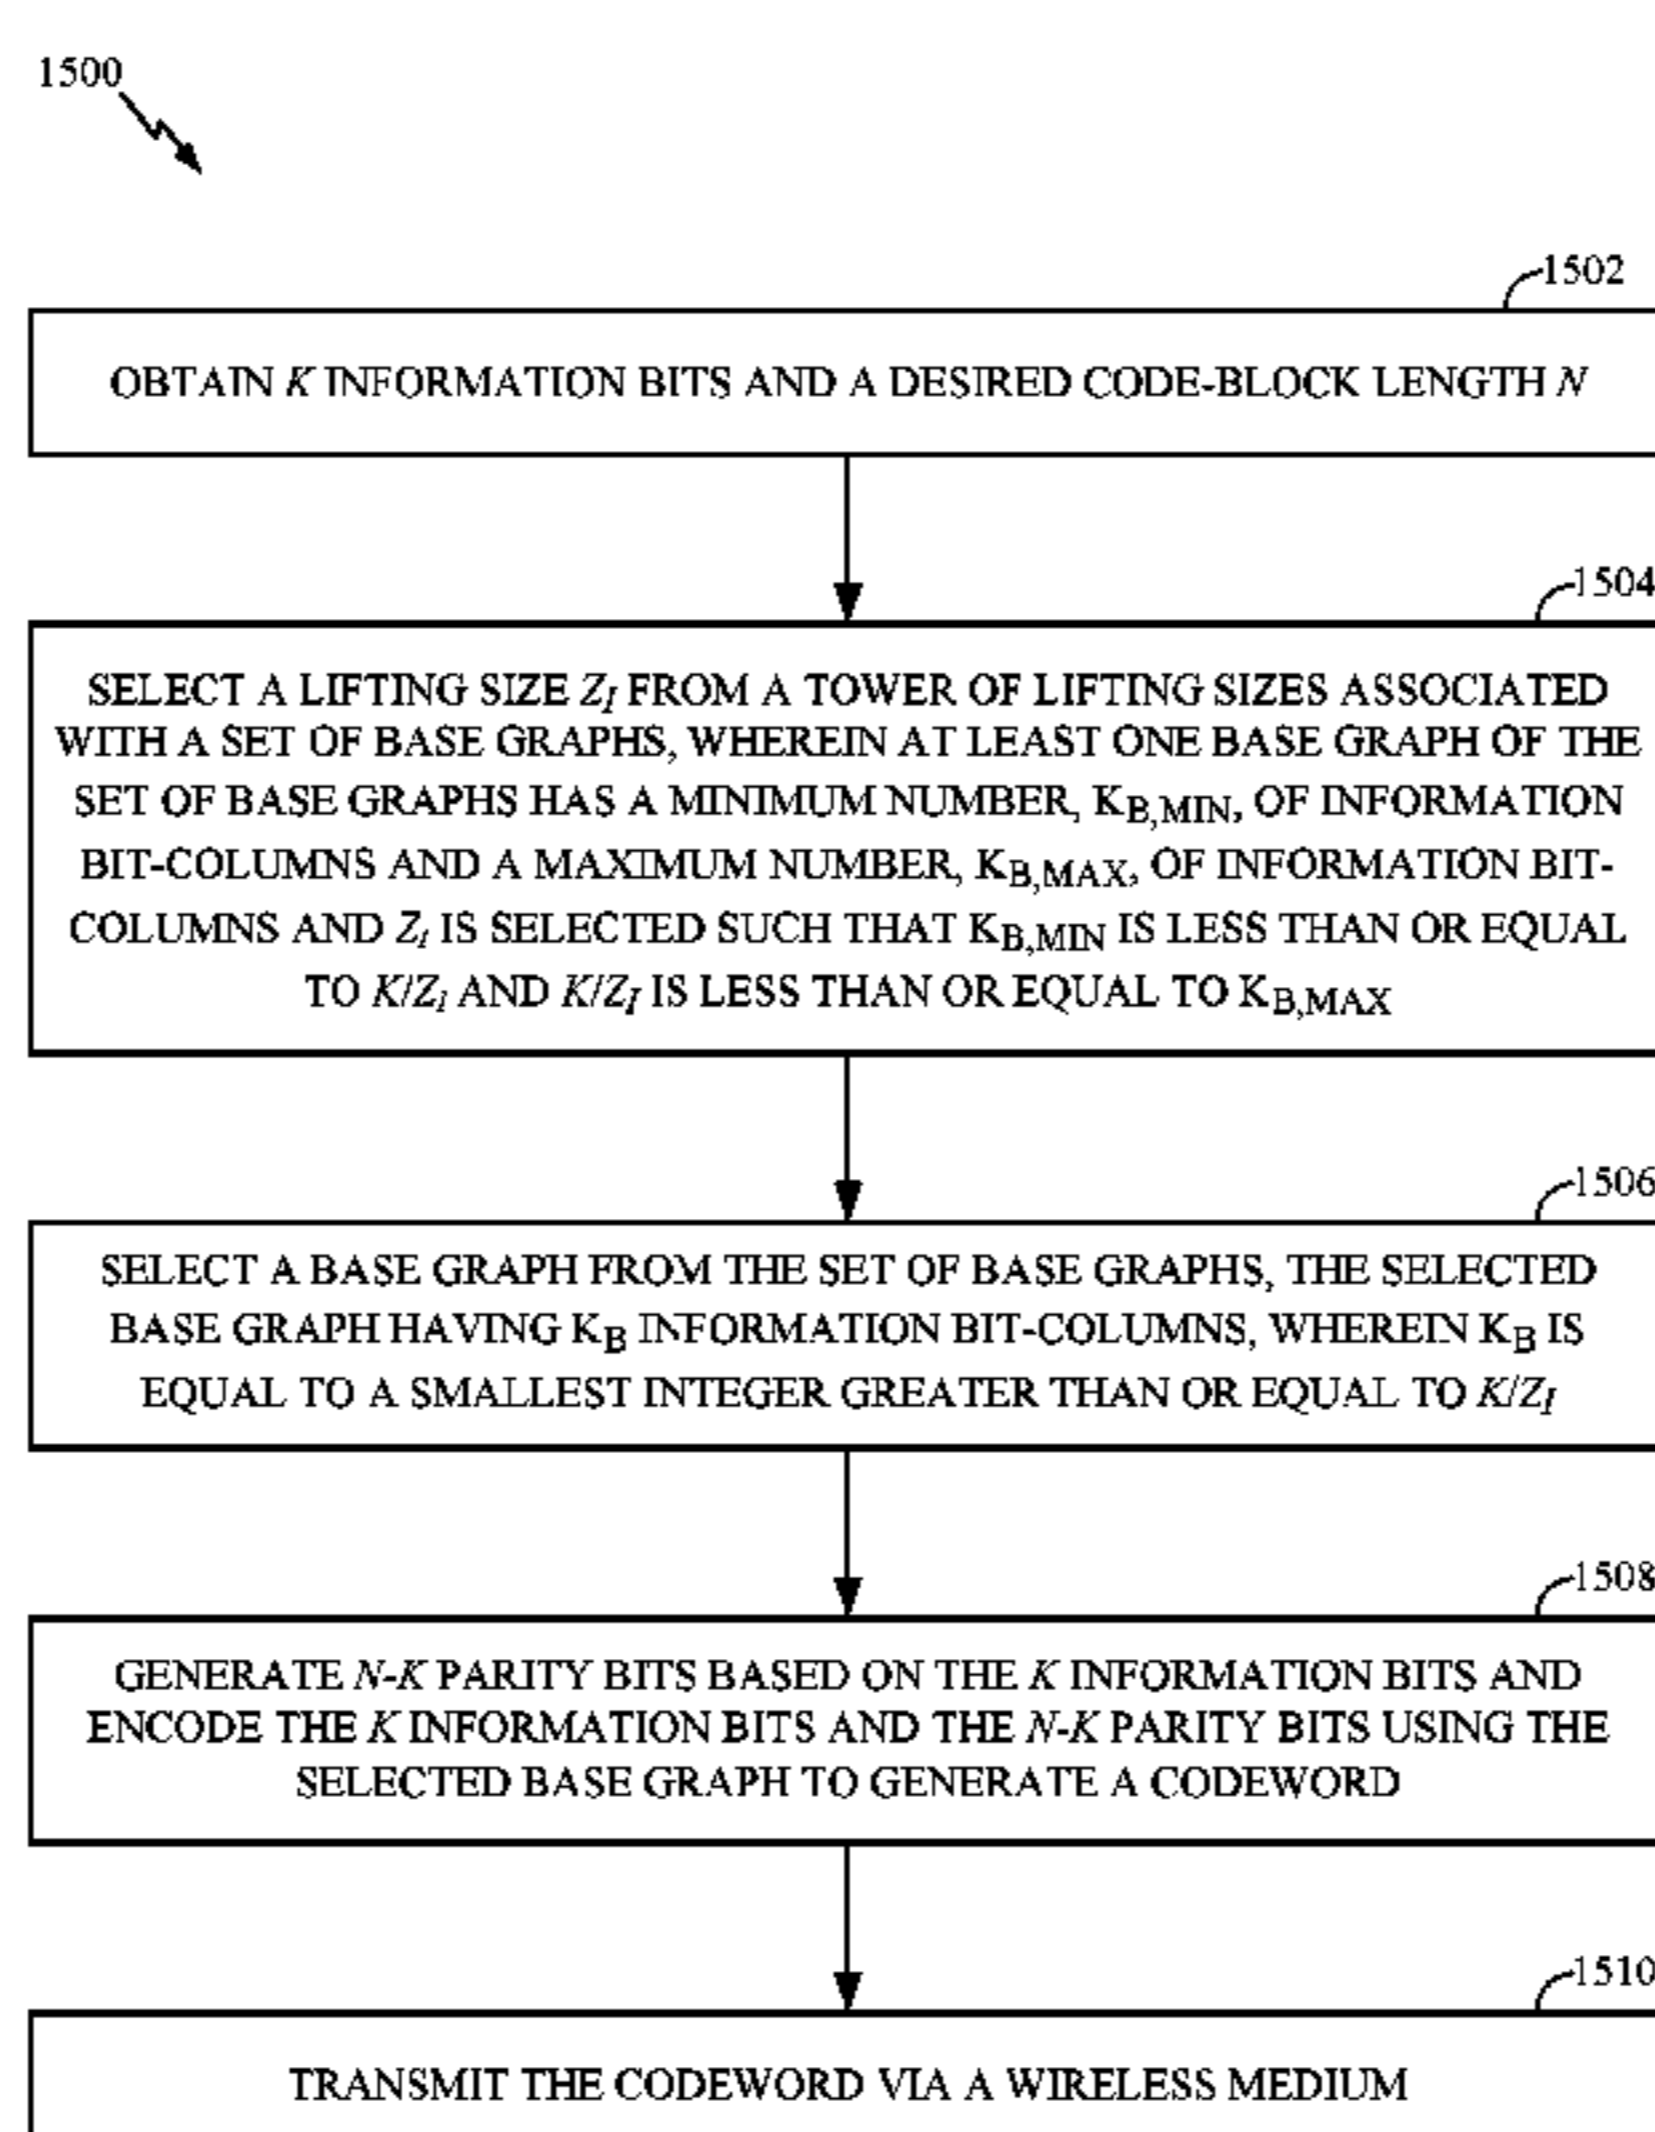 1500
1502
OBTAIN K INFORMATION BITS AND A DESIRED CODE-BLOCK LENGTH N
1504
SELECT A LIFTING SIZE ZI FROM A TOWER OF LIFTING SIZES ASSOCIATED
WITH A SET OF BASE GRAPHS, WHEREIN AT LEAST ONE BASE GRAPH OF THE
SET OF BASE GRAPHS HAS A MINIMUM NUMBER, KB,MIN, OF INFORMATION
BIT-COLUMNS AND A MAXIMUM NUMBER, KB,MAX, OF INFORMATION BIT-
COLUMNS AND ZI IS SELECTED SUCH THAT KB,MIN IS LESS THAN OR EQUAL
TO K/ZI AND K/ZI IS LESS THAN OR EQUAL TO KB,MAX
1506
SELECT A BASE GRAPH FROM THE SET OF BASE GRAPHS, THE SELECTED
BASE GRAPH HAVING KB INFORMATION BIT-COLUMNS, WHEREIN KB IS
EQUAL TO A SMALLEST INTEGER GREATER THAN OR EQUAL TO K/ZI
1508
GENERATE N-K PARITY BITS BASED ON THE K INFORMATION BITS AND
ENCODE THE K INFORMATION BITS AND THE N-K PARITY BITS USING THE
SELECTED BASE GRAPH TO GENERATE A CODEWORD
1510
TRANSMIT THE CODEWORD VIA A WIRELESS MEDIUM